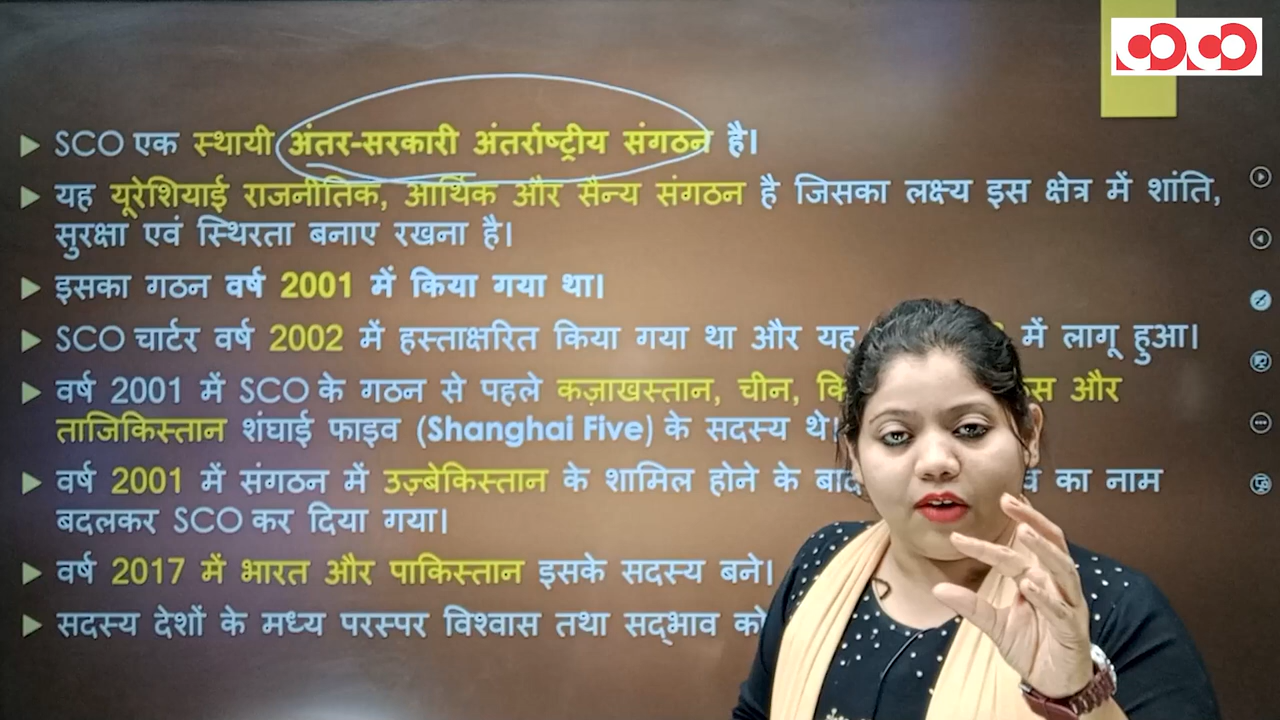 SCO एक स्थायी अंतर-सरकारी अंतर्राष्ट्रीय संगठन है।
यह यूरेशियाई राजनीतिक, आर्थिक और सैन्य संगठन है जिसका लक्ष्य इस क्षेत्र में शांति,
सुरक्षा एवं स्थिरता बनाए रखना है।
इसका गठन वर्ष 2001 में किया गया था।
SCO चार्टर वर्ष 2002 में हस्ताक्षरित किया गया था और यह में लागू हुआ।
वर्ष 2001 में SCO के गठन से पहले कज़ाखस्तान, चीन, और
ताजिकिस्तान शंघाई फाइव (Shanghai Five) के सदस्य थे।
वर्ष 2001 में संगठन में उज़्बेकिस्तान के शामिल होने के का नाम
बदलकर SCO कर दिया गया।
वर्ष 2017 में भारत और पाकिस्तान इसके सदस्य बने।
सदस्य देशों के मध्य परस्पर विश्वास तथा सद्भाव को